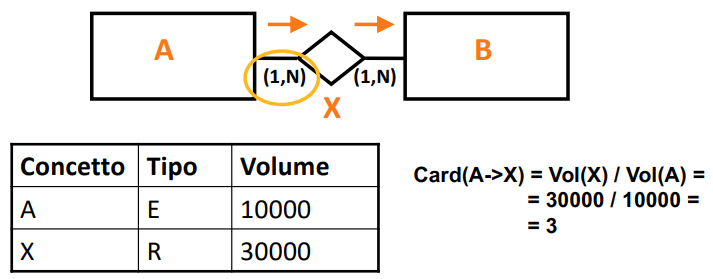 A
B
(1,N)
(1,N)
X
Concetto Tipo Volume
A E 10000
X R 30000
Card(A->X) = Vol(X) / Vol(A) =
= 30000 / 10000 =
= 3